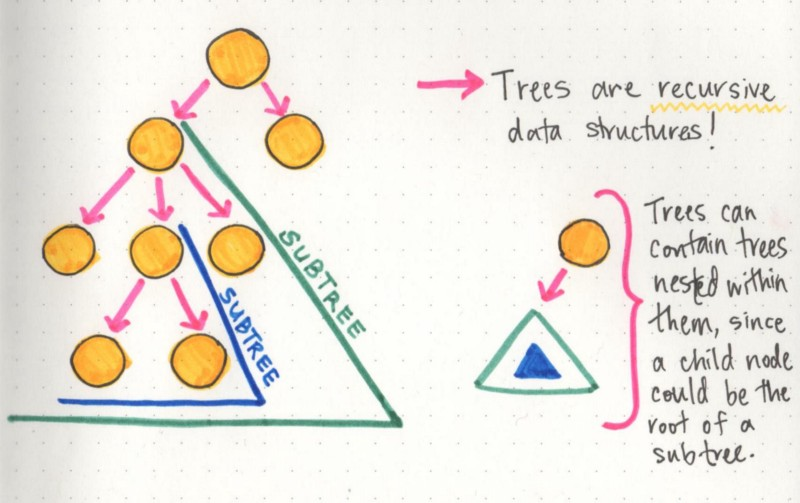 Trees are recursive
data structures!
SUBTREE
SUBTREE
Trees can
contain trees
nested within
them, since
a child node
could be the
root of a
subtree.